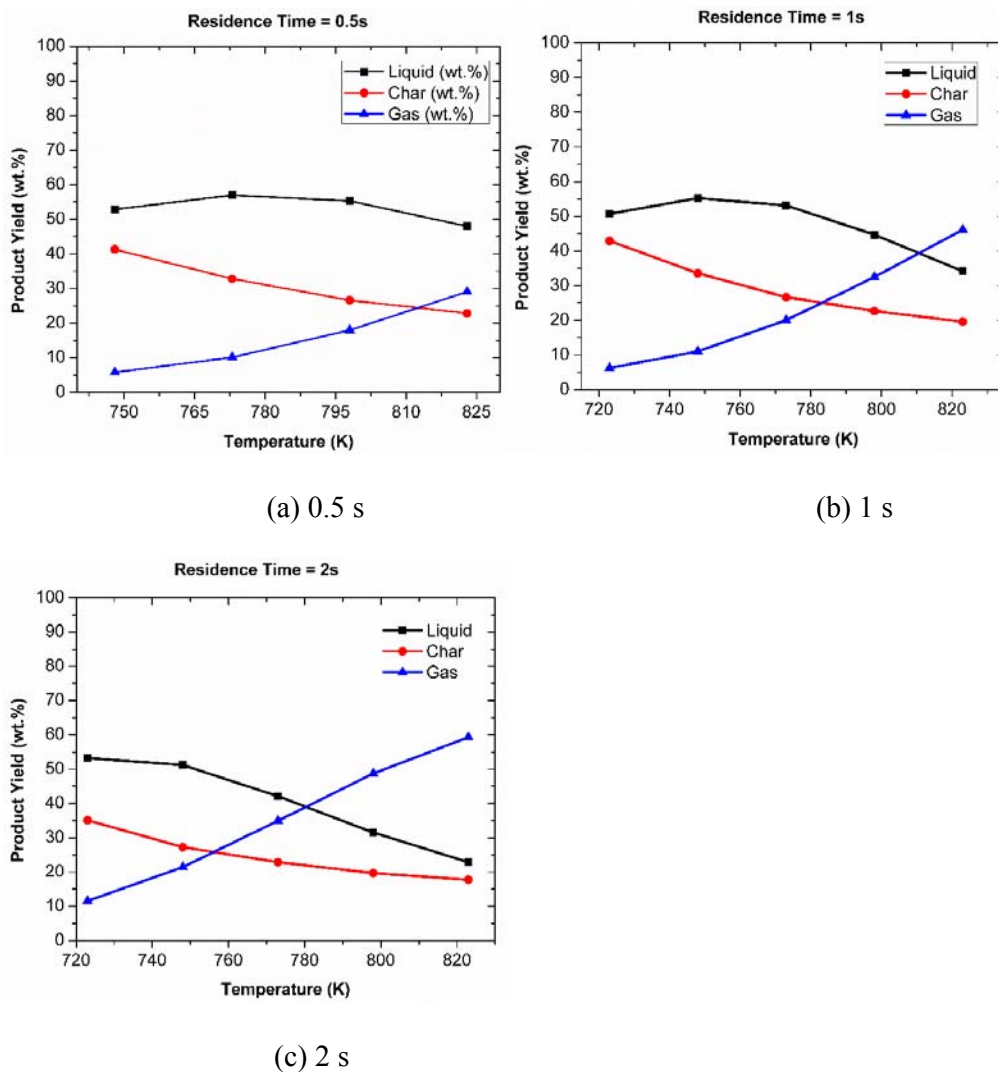 Residence Time = 0.5s
100
90
80
70
60
50
40
30
20
10
0
Product Yield (wt.%)
Liquid (wt.%)
Char (wt.%)
Gas (wt.%)
750 765 780 795 810 825
Temperature (K)
(a) 0.5 s
Residence Time = 1s
100
90
80
70
60
50
40
30
20
10
0
Product Yield (wt.%)
Liquid
Char
Gas
720 740 760 780 800 820
Temperature (K)
(b) 1 s
Residence Time = 2s
100
90
80
70
60
50
40
30
20
10
0
Product Yield (wt.%)
Liquid
Char
Gas
720 740 760 780 800 820
Temperature (K)
(c) 2 s